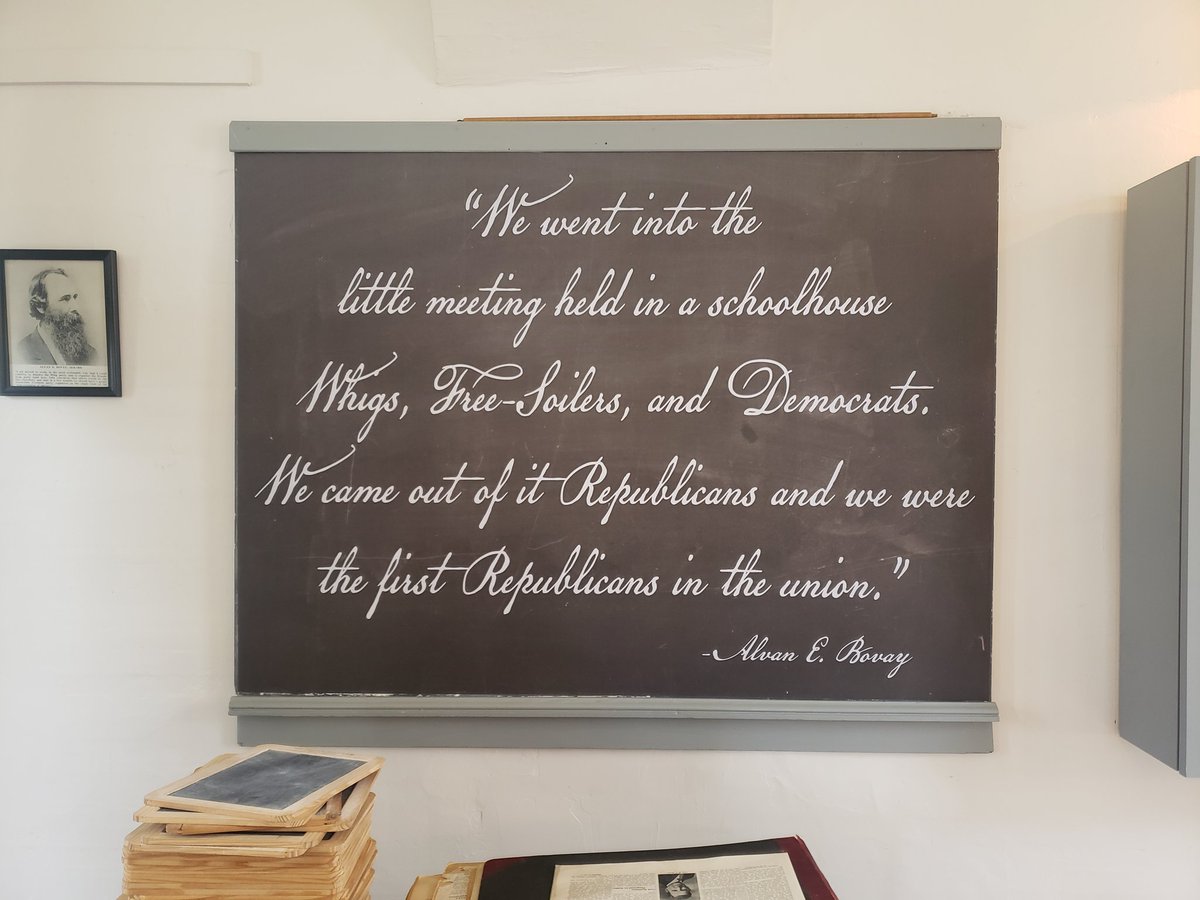 “We went into the
little meeting held in a schoolhouse
Whigs, Free-Soilers, and Democrats.
We came out of it Republicans and we were
the first Republicans in the union.”
-Alvan E. Bovay